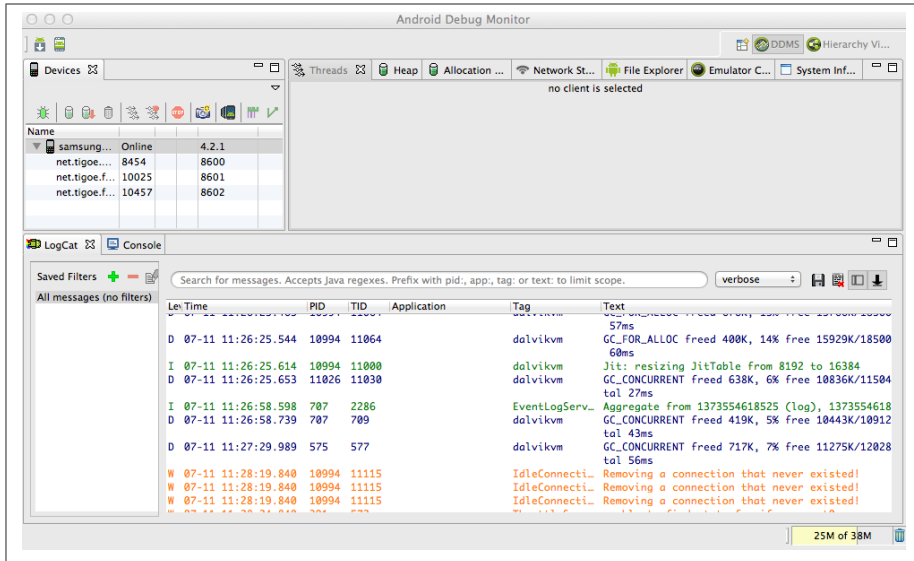 Android Debug Monitor
DDMS Hierarchy Vi...
Devices
Threads Heap Allocation ... Network St... File Explorer Emulator C... System Inf...
no client is selected
Name
samsung... Online 4.2.1
net.tigoe.... 8454 8600
net.tigoe.f... 10025 8601
net.tigoe.f... 10457 8602
LogCat Console
Saved Filters
Search for messages. Accepts Java regexes. Prefix with pid:, app:, tag: or text: to limit scope.
verbose
All messages (no filters)
Lev Time PID TID Application Tag Text
57ms
D 07-11 11:26:25.544 10994 11064 dalvikvm GC_FOR_ALLOC freed 400K, 14% free 15929K/18500
60ms
I 07-11 11:26:25.614 10994 11000 dalvikvm Jit: resizing JitTable from 8192 to 16384
D 07-11 11:26:25.653 11026 11030 dalvikvm GC_CONCURRENT freed 638K, 6% free 10836K/11504
tal 27ms
I 07-11 11:26:58.598 707 2286 EventLogServ… Aggregate from 1373554618525 (log), 1373554618
D 07-11 11:26:58.739 707 709 dalvikvm GC_CONCURRENT freed 419K, 5% free 10443K/10912
tal 43ms
D 07-11 11:27:29.989 575 577 dalvikvm GC_CONCURRENT freed 717K, 7% free 11275K/12028
tal 56ms
W 07-11 11:28:19.840 10994 11115 IdleConnecti… Removing a connection that never existed!
W 07-11 11:28:19.840 10994 11115 IdleConnecti… Removing a connection that never existed!
W 07-11 11:28:19.840 10994 11115 IdleConnecti… Removing a connection that never existed!
25M of 38M